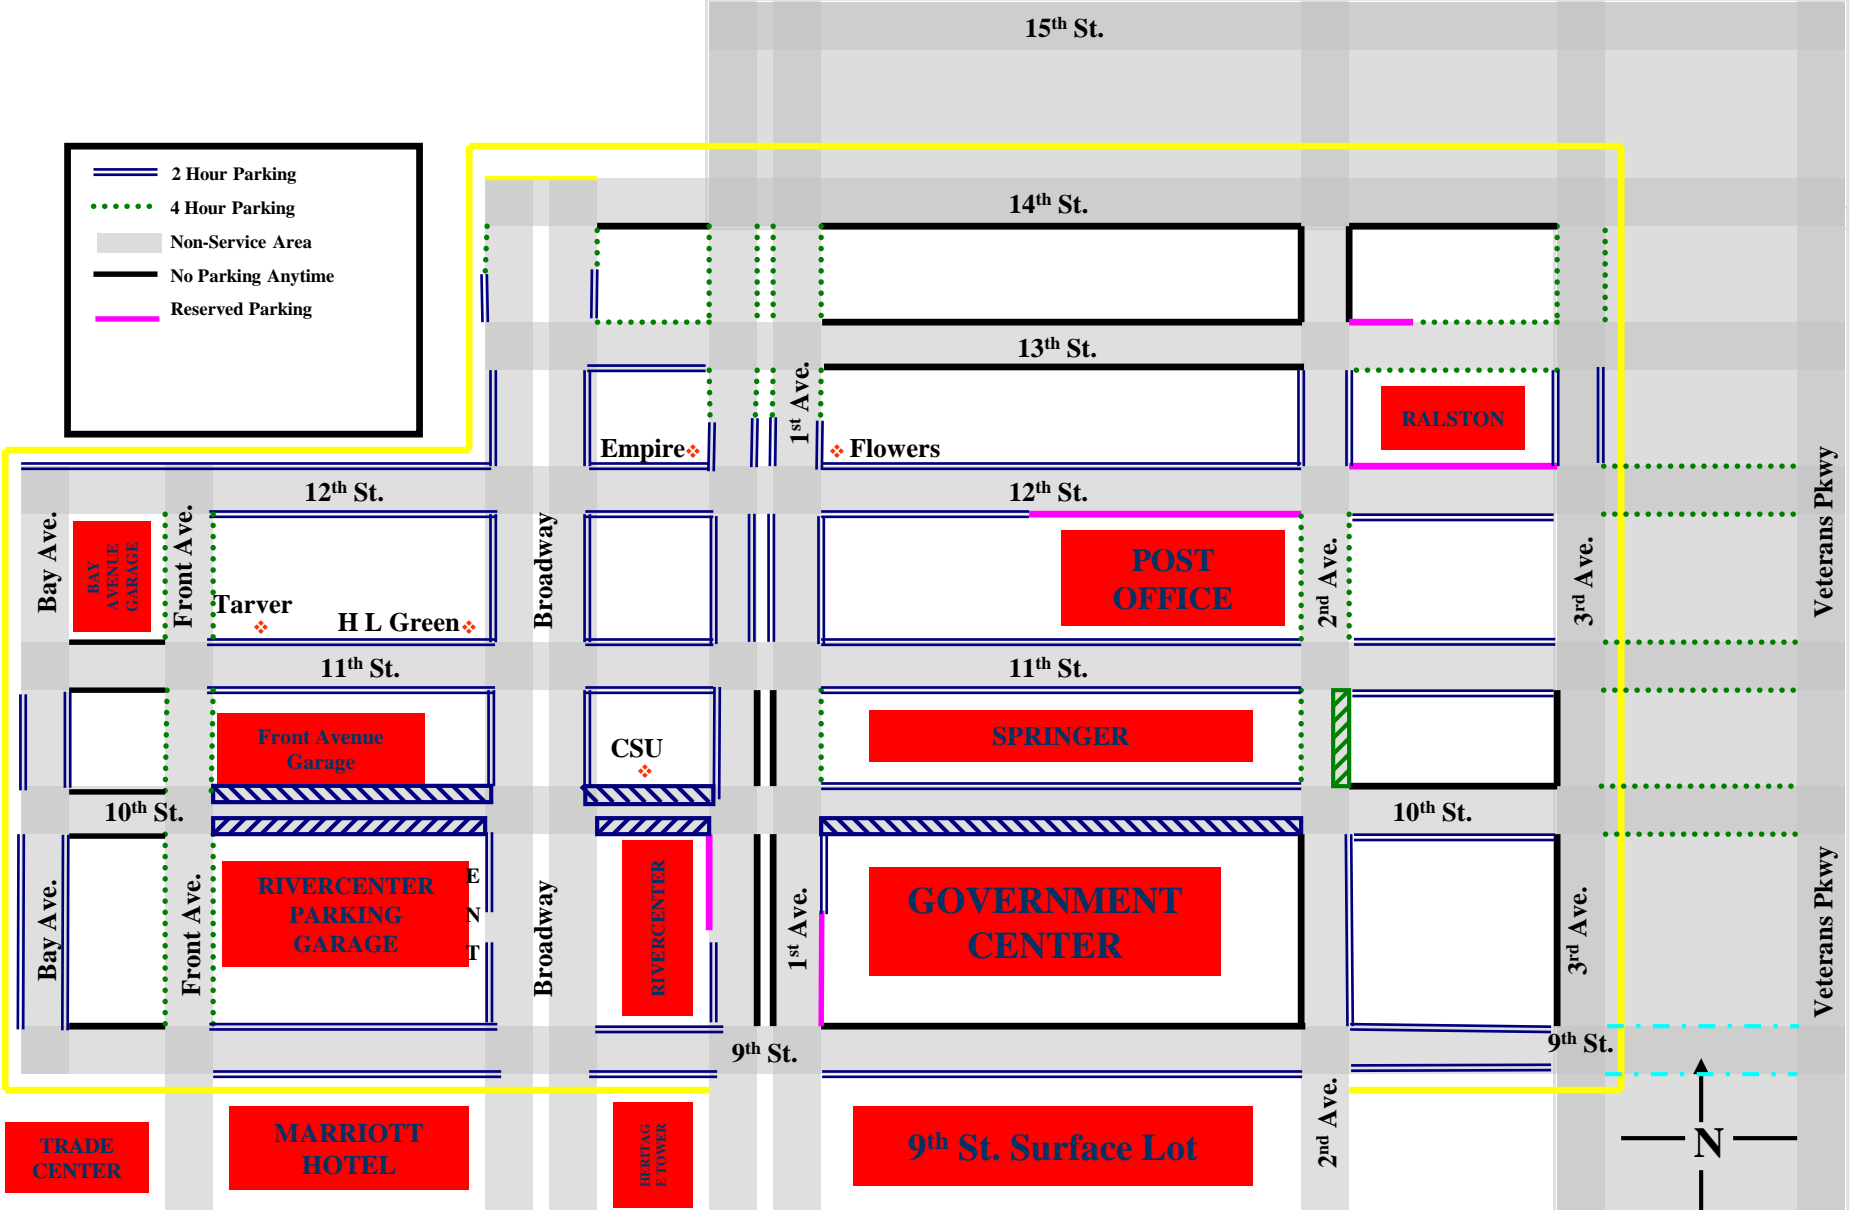 15th St.
2 Hour Parking
4 Hour Parking
Non-Service Area
No Parking Anytime
Reserved Parking
14th St.
13th St.
1st Ave.
RALSTON
Empire
Flowers
12th St.
12th St.
Veterans Pkwy
Bay Ave.
BAY
AVENUE
GARAGE
Front Ave.
Broadway
POST
OFFICE
2nd Ave.
3rd Ave.
Tarver
H L Green
11th St.
11th St.
Front Avenue
Garage
CSU
SPRINGER
10th St.
10th St.
Bay Ave.
Front Ave.
RIVERCENTER
PARKING
GARAGE
E
N
T
Broadway
RIVERCENTER
1st Ave.
GOVERNMENT
CENTER
3rd Ave.
Veterans Pkwy
9th St.
9th St.
TRADE
CENTER
MARRIOTT
HOTEL
HERITAG
E TOWER
9th St. Surface Lot
2nd Ave.
N